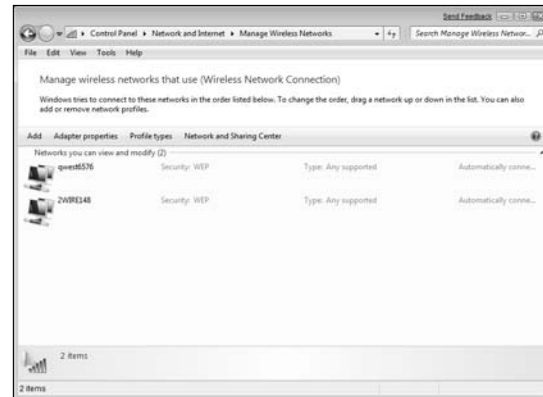 Send Feedback
Control Panel Network and Internet Manage Wireless Networks Search Manage Wireless Networ...
File Edit View Tools Help
Manage wireless networks that use (Wireless Network Connection)
Windows tries to connect to these networks in the order listed below. To change the order, drag a network up or down in the list. You can also
add or remove network profiles.
Add Adapter properties Profile types Network and Sharing Center
Networks you can view and modify (2)
qwest6576 Security: WEP Type: Any supported Automatically conne...
2WIRE148 Security: WEP Type: Any supported Automatically conne...
2 items
2 items